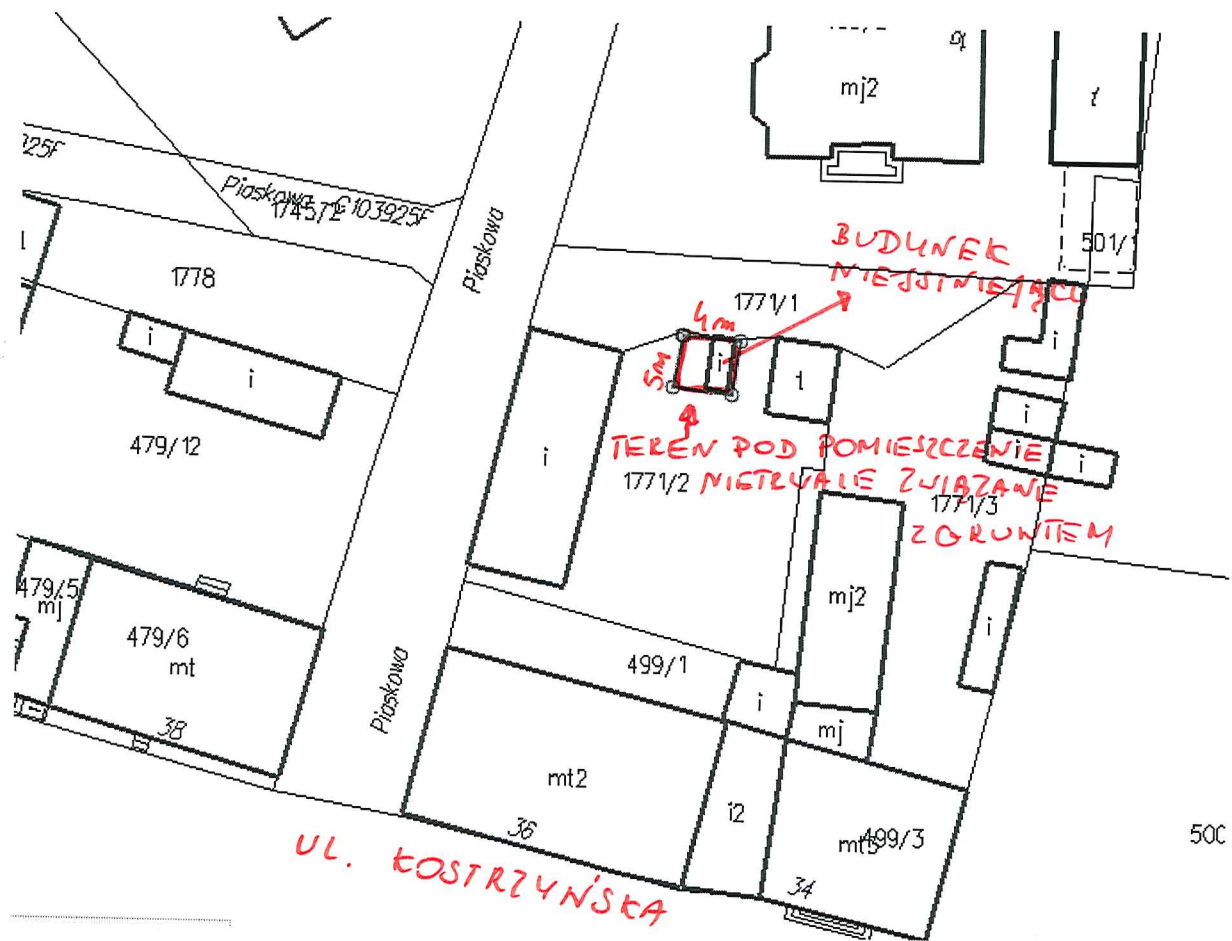 mj2
t
925F
Piaskowa G103925F
1745/2
Piaskowa
501/1
1778
BUDYNEK
NIEISTNIEJĄCY
1771/1
4m
5m
i
i
i
i
t
i
i
i
i
i
479/12
TEREN POD POMIESZCZENIE
1771/2
NIETRWALE ZWIĄZANE
1771/3
Z GRUNTEM
479/5
mj
479/6
mt
mj2
i
499/1
i
Piaskowa
38
mj
mt2
i2
36
499/3
34
500
UL. KOSTRZYŃSKA